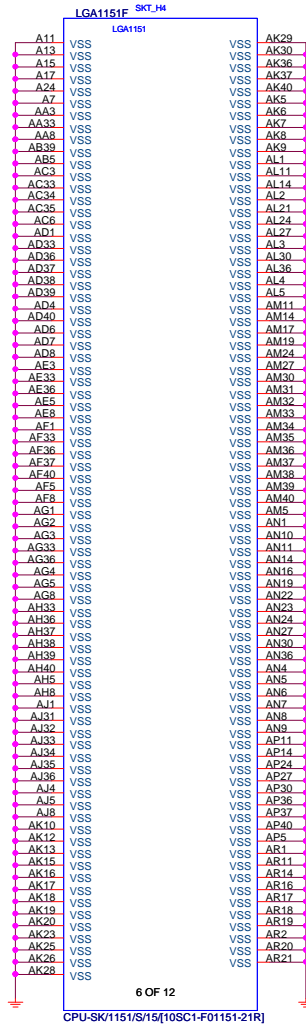 LGA1151F SKT_H4
LGA1151
A11 VSS VSS AK29
A13 VSS VSS AK30
A15 VSS VSS AK36
A17 VSS VSS AK37
A24 VSS VSS AK40
A7 VSS VSS AK5
AA3 VSS VSS AK6
AA33 VSS VSS AK7
AA8 VSS VSS AK8
AB39 VSS VSS AK9
AB5 VSS VSS AL1
AC3 VSS VSS AL11
AC33 VSS VSS AL14
AC34 VSS VSS AL2
AC35 VSS VSS AL21
AC6 VSS VSS AL24
AD1 VSS VSS AL27
AD33 VSS VSS AL3
AD36 VSS VSS AL30
AD37 VSS VSS AL36
AD38 VSS VSS AL4
AD39 VSS VSS AL5
AD4 VSS VSS AM11
AD40 VSS VSS AM14
AD6 VSS VSS AM17
AD7 VSS VSS AM19
AD8 VSS VSS AM24
AE3 VSS VSS AM27
AE33 VSS VSS AM30
AE36 VSS VSS AM31
AE5 VSS VSS AM32
AE8 VSS VSS AM33
AF1 VSS VSS AM34
AF33 VSS VSS AM35
AF36 VSS VSS AM36
AF37 VSS VSS AM37
AF40 VSS VSS AM38
AF5 VSS VSS AM39
AF8 VSS VSS AM40
AG1 VSS VSS AM5
AG2 VSS VSS AN1
AG3 VSS VSS AN10
AG33 VSS VSS AN11
AG36 VSS VSS AN14
AG4 VSS VSS AN16
AG5 VSS VSS AN19
AG8 VSS VSS AN22
AH33 VSS VSS AN23
AH36 VSS VSS AN24
AH37 VSS VSS AN27
AH38 VSS VSS AN30
AH39 VSS VSS AN36
AH40 VSS VSS AN4
AH5 VSS VSS AN5
AH8 VSS VSS AN6
AJ1 VSS VSS AN7
AJ31 VSS VSS AN8
AJ32 VSS VSS AN9
AJ33 VSS VSS AP11
AJ34 VSS VSS AP14
AJ35 VSS VSS AP24
AJ36 VSS VSS AP27
AJ4 VSS VSS AP30
AJ5 VSS VSS AP36
AJ8 VSS VSS AP37
AK10 VSS VSS AP40
AK12 VSS VSS AP5
AK13 VSS VSS AR1
AK15 VSS VSS AR11
AK16 VSS VSS AR14
AK17 VSS VSS AR16
AK18 VSS VSS AR17
AK19 VSS VSS AR18
AK20 VSS VSS AR19
AK23 VSS VSS AR2
AK25 VSS VSS AR20
AK26 VSS VSS AR21
AK28 VSS
6 OF 12
CPU-SK/1151/S/15/[10SC1-F01151-21R]